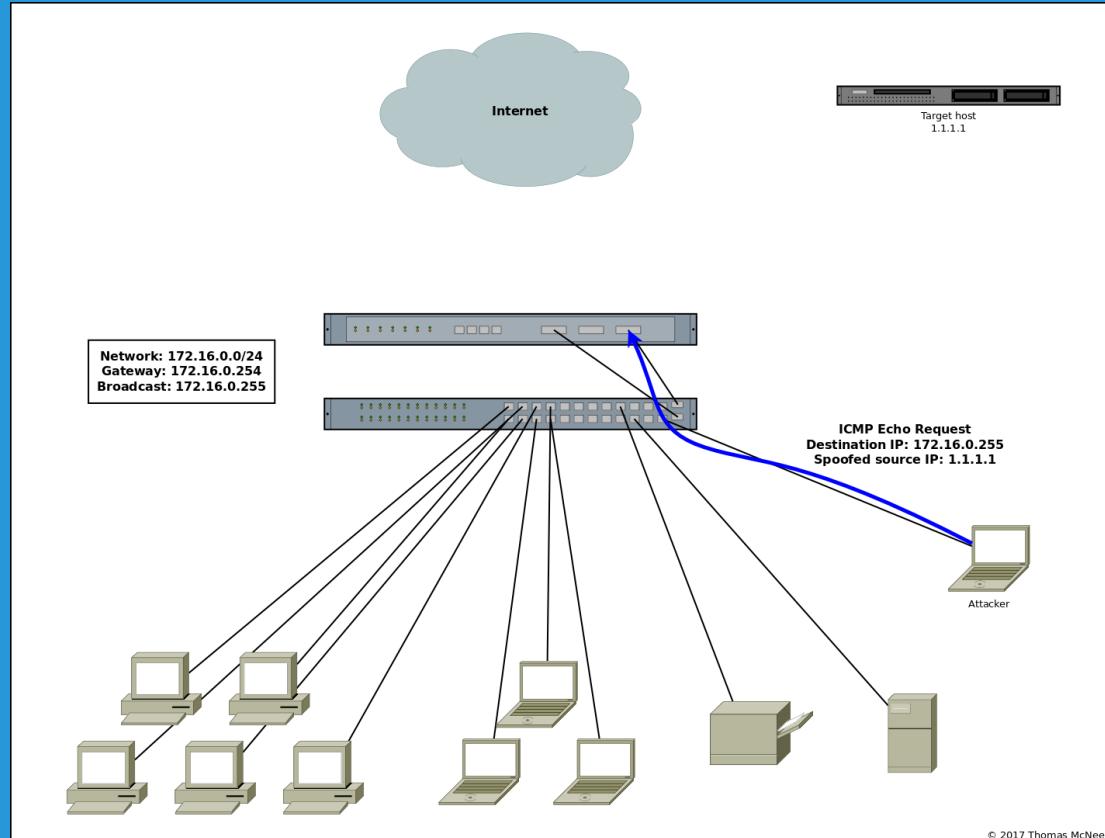 Internet
Target host
1.1.1.1
Network: 172.16.0.0/24
Gateway: 172.16.0.254
Broadcast: 172.16.0.255
ICMP Echo Request
Destination IP: 172.16.0.255
Spoofed source IP: 1.1.1.1
Attacker
© 2017 Thomas McNee